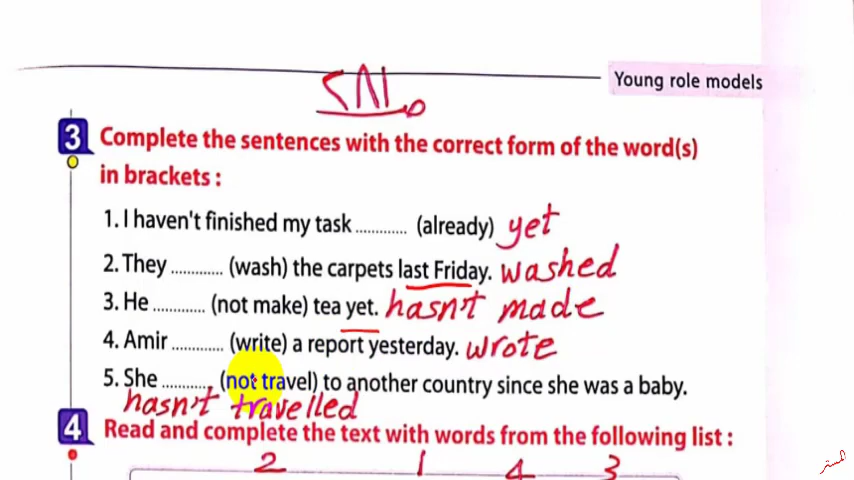 Young role models
3 Complete the sentences with the correct form of the word(s)
in brackets :
1. I haven't finished my task ............ (already) yet
2. They ............ (wash) the carpets last Friday. washed
3. He ............ (not make) tea yet. hasn't made
4. Amir ............ (write) a report yesterday. wrote
5. She .......... (not travel) to another country since she was a baby.
hasn't travelled
4 Read and complete the text with words from the following list :
2 1 4 3